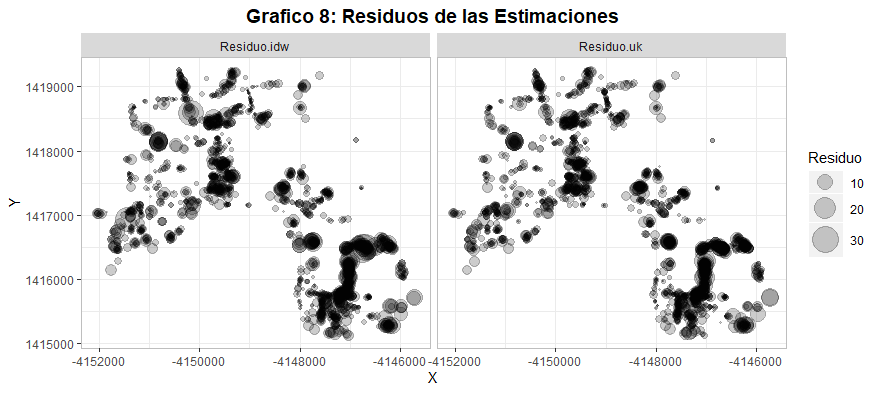 Grafico 8: Residuos de las Estimaciones
Residuo.idw
Residuo.uk
1419000
1418000
1417000
1416000
1415000
Y
-4152000 -4150000 -4148000 -4146000
-4152000 -4150000 -4148000 -4146000
X
Residuo
10
20
30